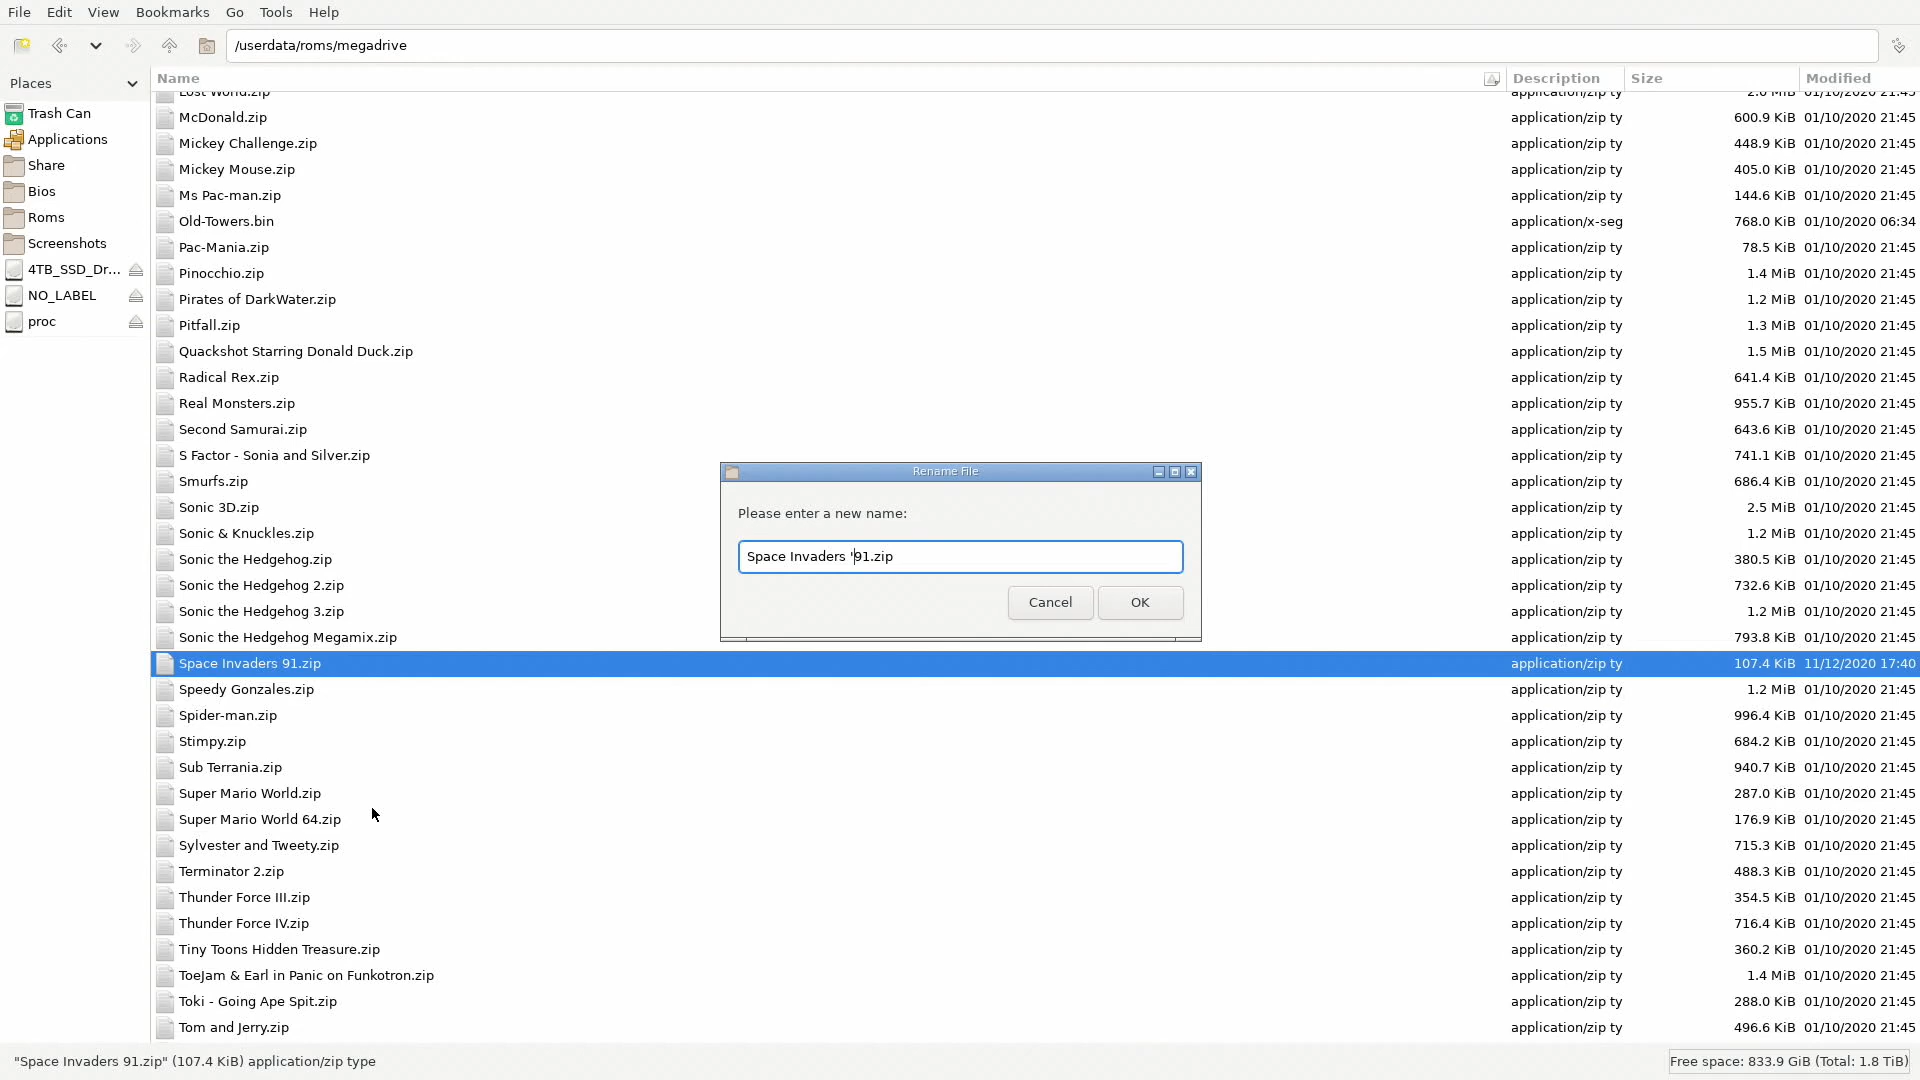 File Edit View Bookmarks Go Tools Help
/userdata/roms/megadrive
Places
Name Description Size Modified
Trash Can
Applications
Share
Bios
Roms
Screenshots
4TB_SSD_Dr...
NO_LABEL
proc
Lost World.zip application/zip ty 2.0 MiB 01/10/2020 21:45
McDonald.zip application/zip ty 600.9 KiB 01/10/2020 21:45
Mickey Challenge.zip application/zip ty 448.9 KiB 01/10/2020 21:45
Mickey Mouse.zip application/zip ty 405.0 KiB 01/10/2020 21:45
Ms Pac-man.zip application/zip ty 144.6 KiB 01/10/2020 21:45
Old-Towers.bin application/x-seg 768.0 KiB 01/10/2020 06:34
Pac-Mania.zip application/zip ty 78.5 KiB 01/10/2020 21:45
Pinocchio.zip application/zip ty 1.4 MiB 01/10/2020 21:45
Pirates of DarkWater.zip application/zip ty 1.2 MiB 01/10/2020 21:45
Pitfall.zip application/zip ty 1.3 MiB 01/10/2020 21:45
Quackshot Starring Donald Duck.zip application/zip ty 1.5 MiB 01/10/2020 21:45
Radical Rex.zip application/zip ty 641.4 KiB 01/10/2020 21:45
Real Monsters.zip application/zip ty 955.7 KiB 01/10/2020 21:45
Second Samurai.zip application/zip ty 643.6 KiB 01/10/2020 21:45
S Factor - Sonia and Silver.zip application/zip ty 741.1 KiB 01/10/2020 21:45
Smurfs.zip application/zip ty 686.4 KiB 01/10/2020 21:45
Sonic 3D.zip application/zip ty 2.5 MiB 01/10/2020 21:45
Sonic & Knuckles.zip application/zip ty 1.2 MiB 01/10/2020 21:45
Sonic the Hedgehog.zip application/zip ty 380.5 KiB 01/10/2020 21:45
Sonic the Hedgehog 2.zip application/zip ty 732.6 KiB 01/10/2020 21:45
Sonic the Hedgehog 3.zip application/zip ty 1.2 MiB 01/10/2020 21:45
Sonic the Hedgehog Megamix.zip application/zip ty 793.8 KiB 01/10/2020 21:45
Space Invaders 91.zip application/zip ty 107.4 KiB 11/12/2020 17:40
Speedy Gonzales.zip application/zip ty 1.2 MiB 01/10/2020 21:45
Spider-man.zip application/zip ty 996.4 KiB 01/10/2020 21:45
Stimpy.zip application/zip ty 684.2 KiB 01/10/2020 21:45
Sub Terrania.zip application/zip ty 940.7 KiB 01/10/2020 21:45
Super Mario World.zip application/zip ty 287.0 KiB 01/10/2020 21:45
Super Mario World 64.zip application/zip ty 176.9 KiB 01/10/2020 21:45
Sylvester and Tweety.zip application/zip ty 715.3 KiB 01/10/2020 21:45
Terminator 2.zip application/zip ty 488.3 KiB 01/10/2020 21:45
Thunder Force III.zip application/zip ty 354.5 KiB 01/10/2020 21:45
Thunder Force IV.zip application/zip ty 716.4 KiB 01/10/2020 21:45
Tiny Toons Hidden Treasure.zip application/zip ty 360.2 KiB 01/10/2020 21:45
ToeJam & Earl in Panic on Funkotron.zip application/zip ty 1.4 MiB 01/10/2020 21:45
Toki - Going Ape Spit.zip application/zip ty 288.0 KiB 01/10/2020 21:45
Tom and Jerry.zip application/zip ty 496.6 KiB 01/10/2020 21:45
Rename File
Please enter a new name:
Space Invaders '91.zip
Cancel OK
"Space Invaders 91.zip" (107.4 KiB) application/zip type
Free space: 833.9 GiB (Total: 1.8 TiB)